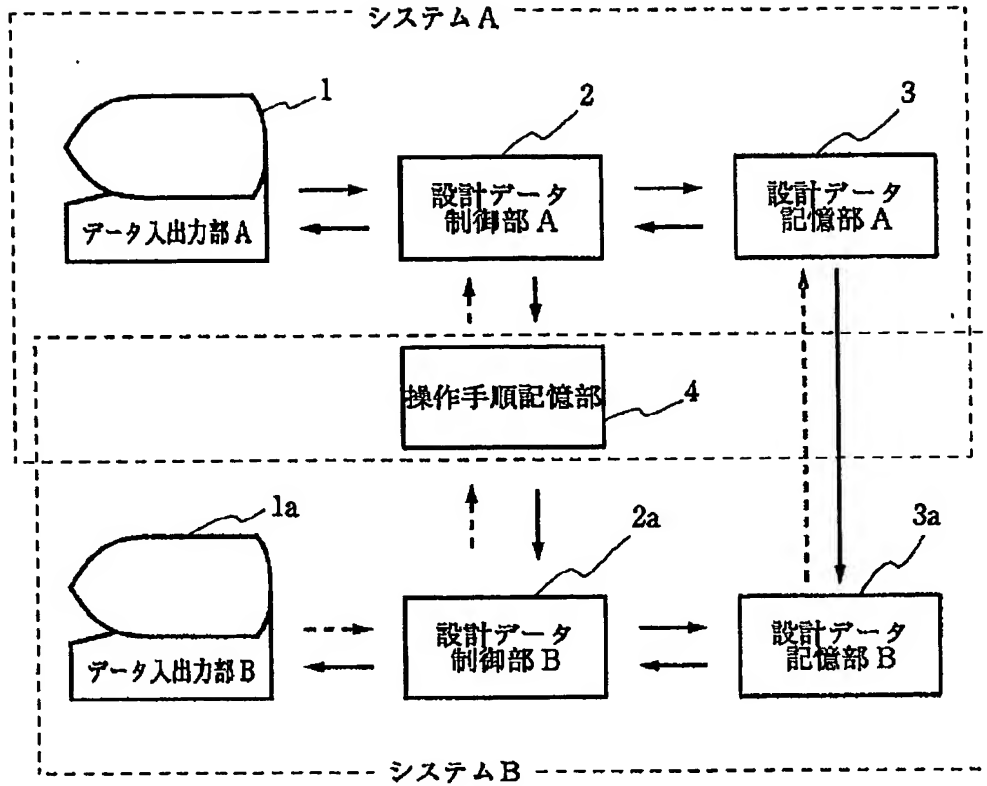 システムA
1
2
3
データ入出力部A
設計データ
制御部A
設計データ
記憶部A
操作手順記憶部
4
1a
2a
3a
データ入出力部B
設計データ
制御部B
設計データ
記憶部B
システムB